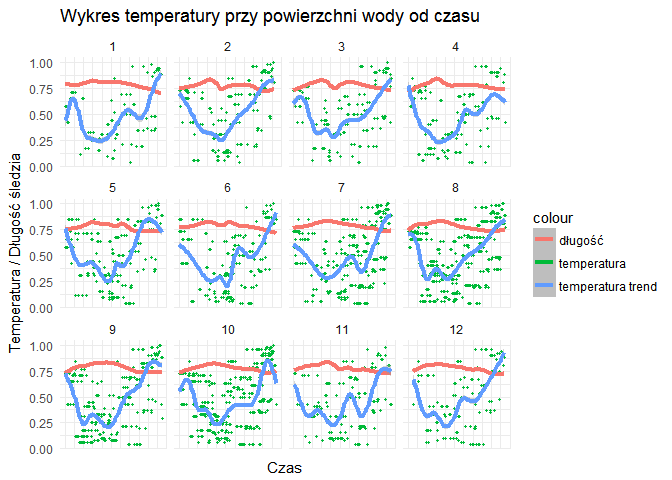 Wykres temperatury przy powierzchni wody od czasu
Temperatura / Długość śledzia
1 2 3 4
1.00
0.75
0.50
0.25
0.00
5 6 7 8
1.00
0.75
0.50
0.25
0.00
9 10 11 12
1.00
0.75
0.50
0.25
0.00
Czas
colour
długość
temperatura
temperatura trend